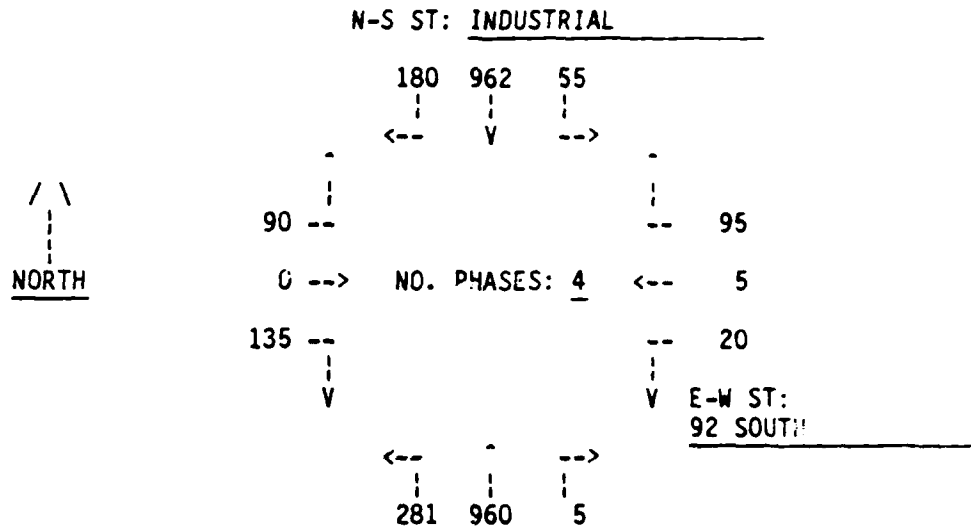 N-S ST: INDUSTRIAL
180 962 55
<-- V -->
/ \
90 -- -- 95
NORTH 0 --> NO. PHASES: 4 <-- 5
135 -- -- 20
V V E-W ST:
92 SOUTH
<-- ^ -->
281 960 5